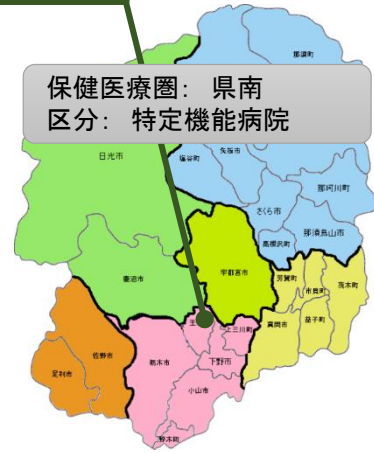 那須町
保健医療圏: 県南
区分: 特定機能病院
日光市
塩谷町
矢板市
那珂川町
さくら市
那須烏山市
高根沢町
宇都宮市
芳賀町
市貝町
茂木町
鹿沼市
真岡市
益子町
上三川町
下野市
栃木市
佐野市
足利市
小山市
野木町